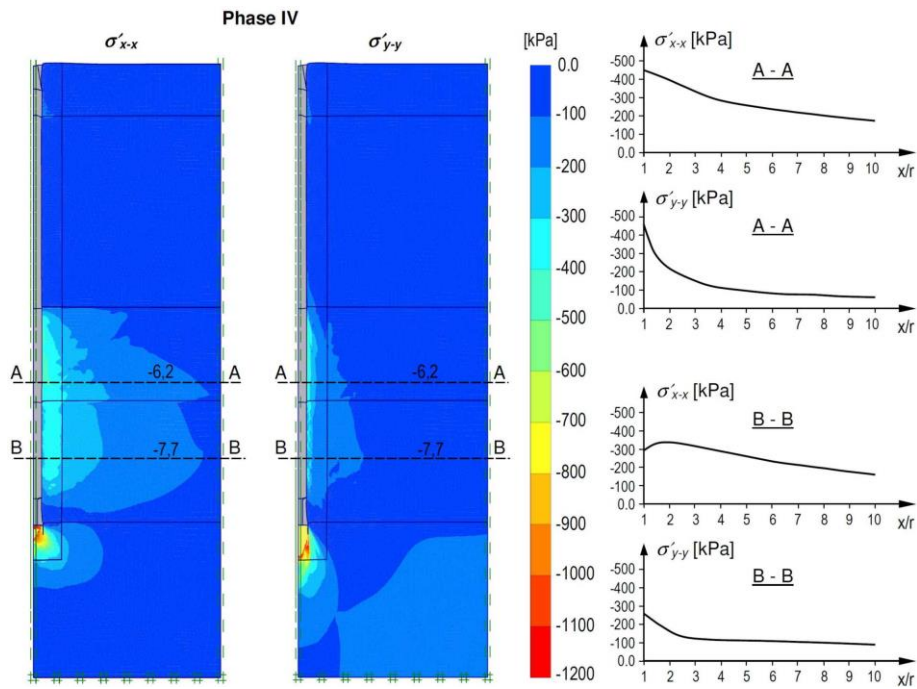 Phase IV
σ′x-x
σ′y-y
[kPa]
0.0
-100
-200
-300
-400
-500
-600
-700
-800
-900
-1000
-1100
-1200
A -6,2 A
B -7,7 B
A -6,2 A
B -7,7 B
σ′x-x [kPa]
A - A
-500
-400
-300
-200
-100
0.0
1 2 3 4 5 6 7 8 9 10 x/r
σ′y-y [kPa]
A - A
-500
-400
-300
-200
-100
0.0
1 2 3 4 5 6 7 8 9 10 x/r
σ′x-x [kPa]
B - B
-500
-400
-300
-200
-100
0.0
1 2 3 4 5 6 7 8 9 10 x/r
σ′y-y [kPa]
B - B
-500
-400
-300
-200
-100
0.0
1 2 3 4 5 6 7 8 9 10 x/r